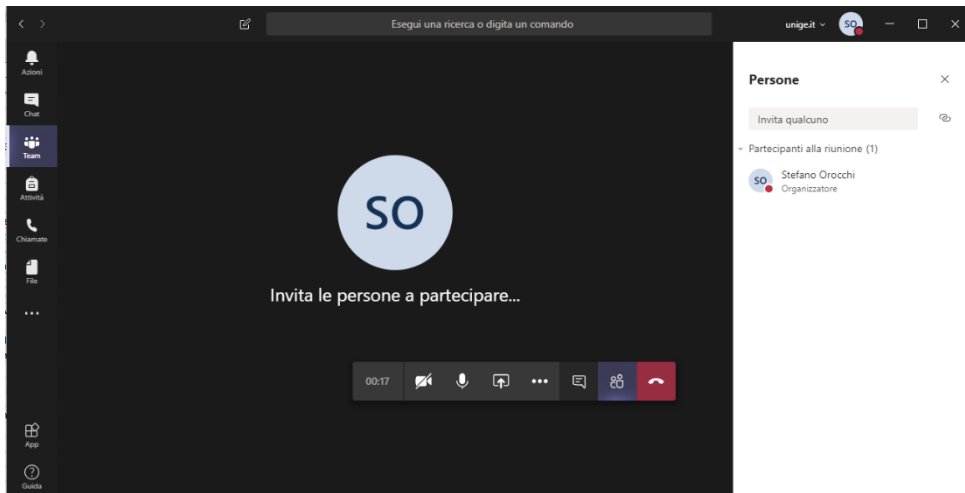 Esegui una ricerca o digita un comando
unige.it
SO
Azioni
Chat
Team
Attività
Chiamate
File
App
Guida
SO
Invita le persone a partecipare...
00:17
Persone
Invita qualcuno
Partecipanti alla riunione (1)
SO
Stefano Orocchi
Organizzatore